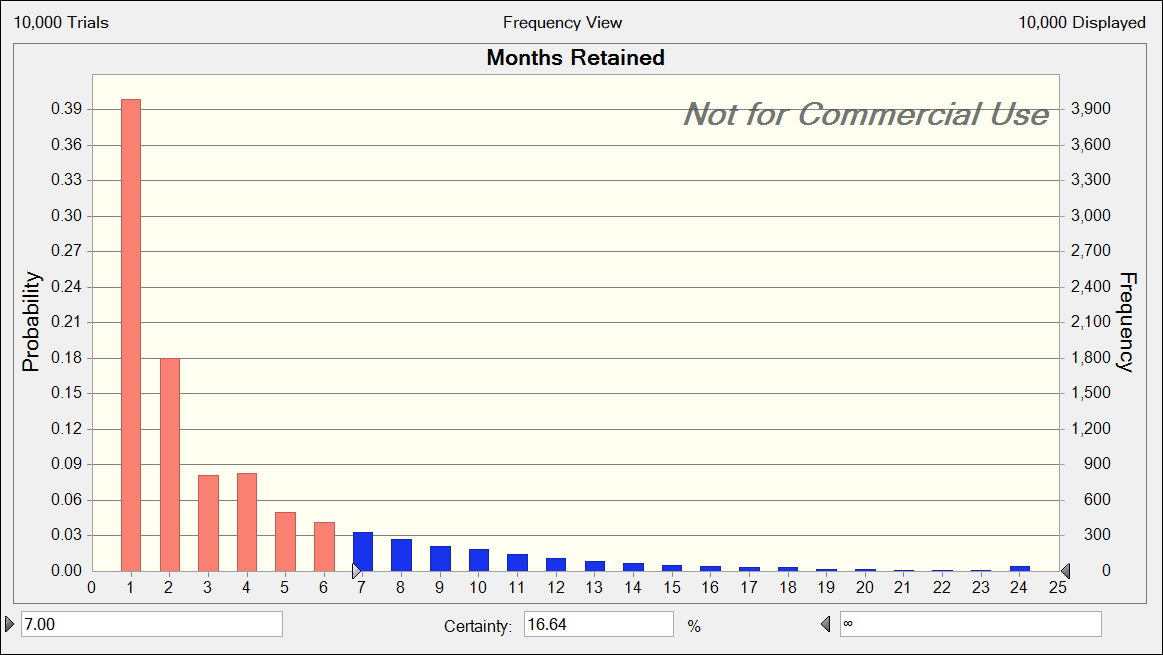 10,000 Trials Frequency View 10,000 Displayed
Months Retained
Not for Commercial Use
0.39 3,900
0.36 3,600
0.33 3,300
0.30 3,000
0.27 2,700
0.24 2,400
0.21 2,100
0.18 1,800
0.15 1,500
0.12 1,200
0.09 900
0.06 600
0.03 300
0.00 0
Probability
Frequency
0 1 2 3 4 5 6 7 8 9 10 11 12 13 14 15 16 17 18 19 20 21 22 23 24 25
7.00 Certainty: 16.64 % ∞